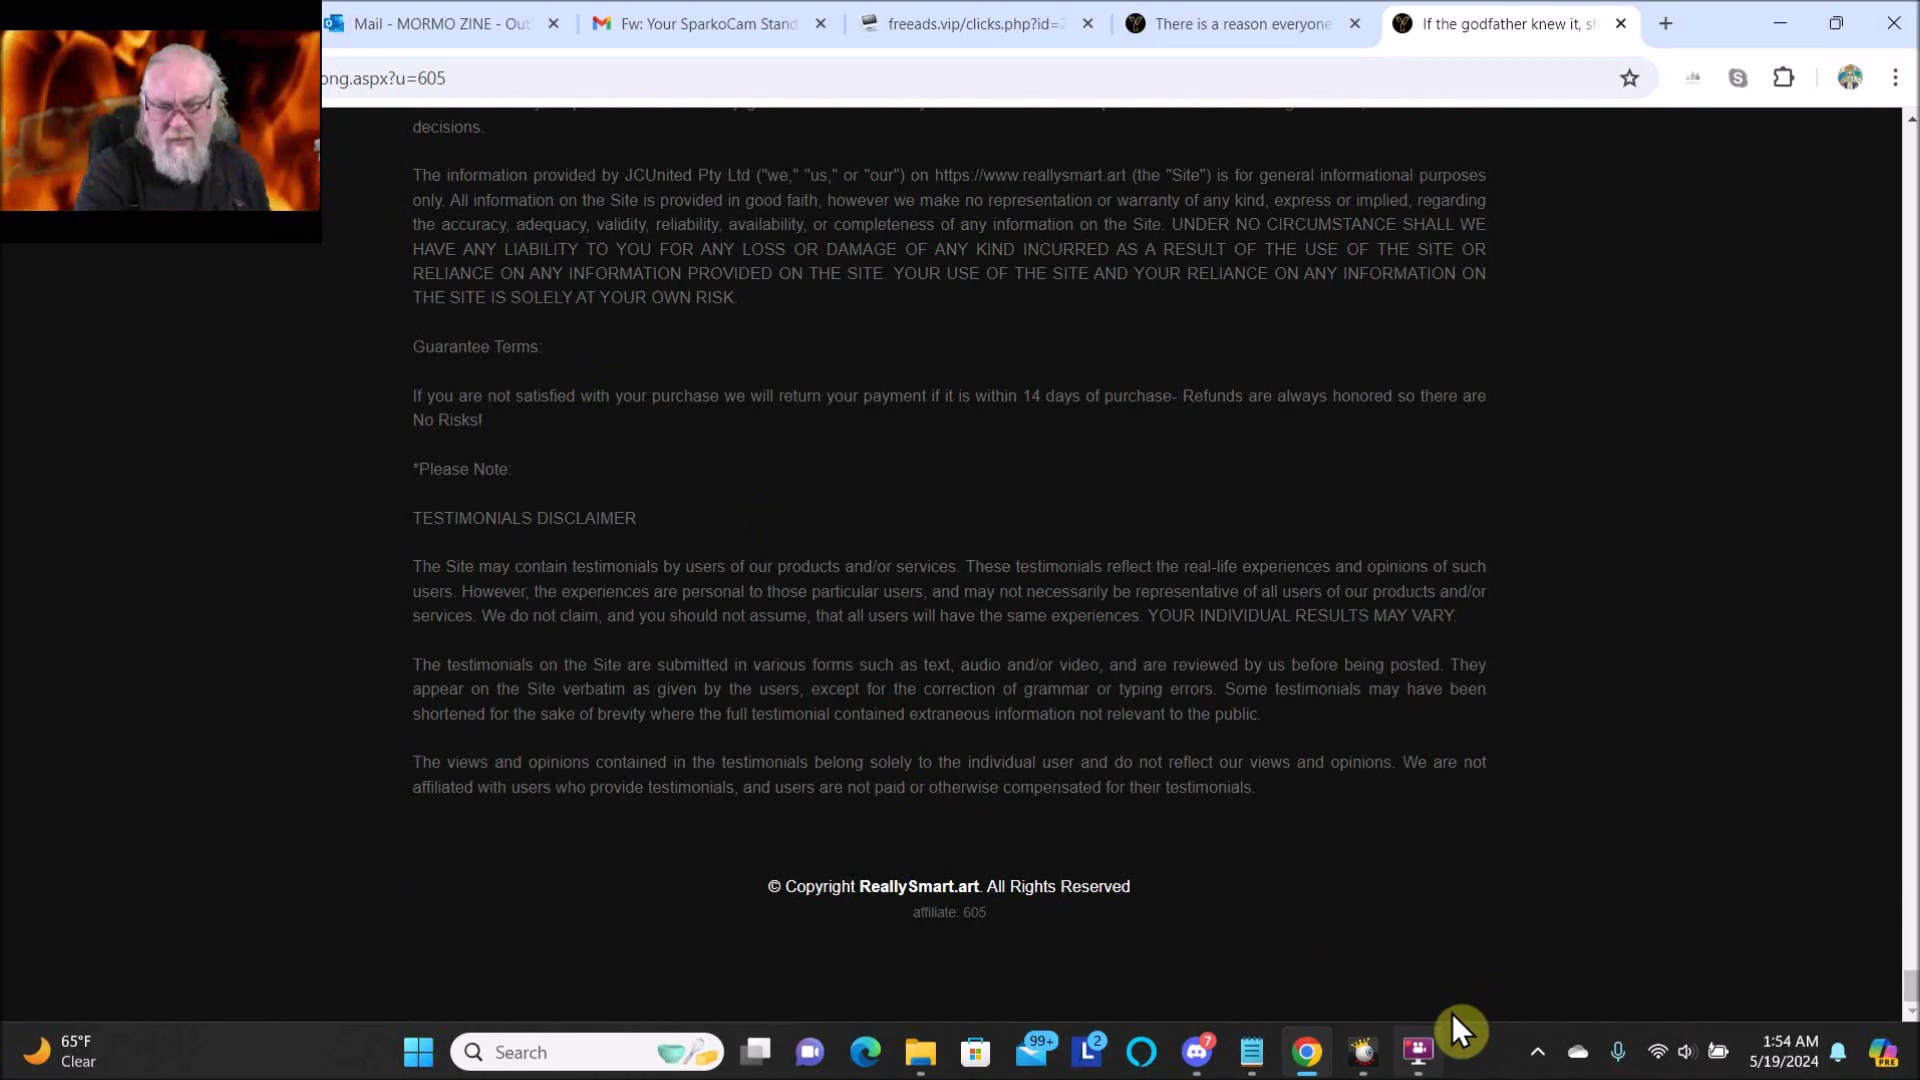 Mail - MORMO ZINE - Out
Fw: Your SparkoCam Stand
freeads.vip/clicks.php?id=2
There is a reason everyone
If the godfather knew it, sh
ong.aspx?u=605
decisions.
The information provided by JCUnited Pty Ltd ("we," "us," or "our") on https://www.reallysmart.art (the "Site") is for general informational purposes
only. All information on the Site is provided in good faith, however we make no representation or warranty of any kind, express or implied, regarding
the accuracy, adequacy, validity, reliability, availability, or completeness of any information on the Site. UNDER NO CIRCUMSTANCE SHALL WE
HAVE ANY LIABILITY TO YOU FOR ANY LOSS OR DAMAGE OF ANY KIND INCURRED AS A RESULT OF THE USE OF THE SITE OR
RELIANCE ON ANY INFORMATION PROVIDED ON THE SITE. YOUR USE OF THE SITE AND YOUR RELIANCE ON ANY INFORMATION ON
THE SITE IS SOLELY AT YOUR OWN RISK.
Guarantee Terms:
If you are not satisfied with your purchase we will return your payment if it is within 14 days of purchase- Refunds are always honored so there are
No Risks!
*Please Note:
TESTIMONIALS DISCLAIMER
The Site may contain testimonials by users of our products and/or services. These testimonials reflect the real-life experiences and opinions of such
users. However, the experiences are personal to those particular users, and may not necessarily be representative of all users of our products and/or
services. We do not claim, and you should not assume, that all users will have the same experiences. YOUR INDIVIDUAL RESULTS MAY VARY.
The testimonials on the Site are submitted in various forms such as text, audio and/or video, and are reviewed by us before being posted. They
appear on the Site verbatim as given by the users, except for the correction of grammar or typing errors. Some testimonials may have been
shortened for the sake of brevity where the full testimonial contained extraneous information not relevant to the public.
The views and opinions contained in the testimonials belong solely to the individual user and do not reflect our views and opinions. We are not
affiliated with users who provide testimonials, and users are not paid or otherwise compensated for their testimonials.
© Copyright ReallySmart.art. All Rights Reserved
affiliate: 605
65°F
Clear
Search
99+
L
2
7
1:54 AM
5/19/2024
PRE